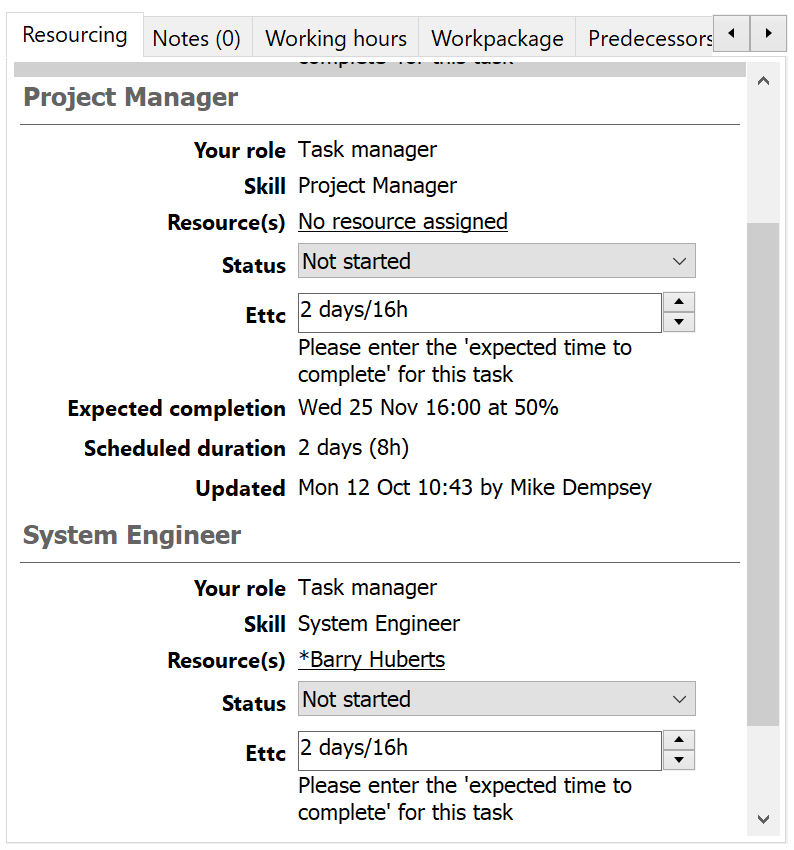 Resourcing Notes (0) Working hours Workpackage Predecessors
complete' for this task
Project Manager
Your role Task manager
Skill Project Manager
Resource(s) No resource assigned
Status Not started
Ettc 2 days/16h
Please enter the 'expected time to
complete' for this task
Expected completion Wed 25 Nov 16:00 at 50%
Scheduled duration 2 days (8h)
Updated Mon 12 Oct 10:43 by Mike Dempsey
System Engineer
Your role Task manager
Skill System Engineer
Resource(s) *Barry Huberts
Status Not started
Ettc 2 days/16h
Please enter the 'expected time to
complete' for this task